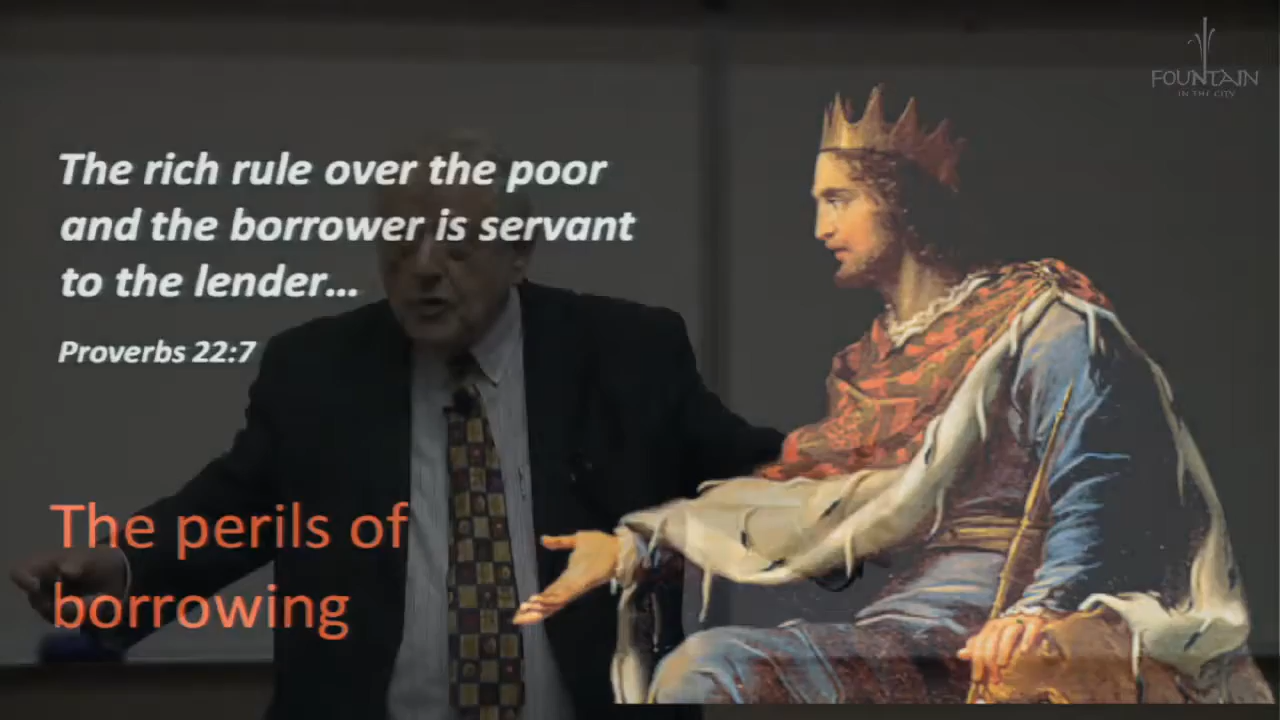 FOUNTAIN
IN THE CITY
The rich rule over the poor
and the borrower is servant
to the lender...
Proverbs 22:7
The perils of
borrowing